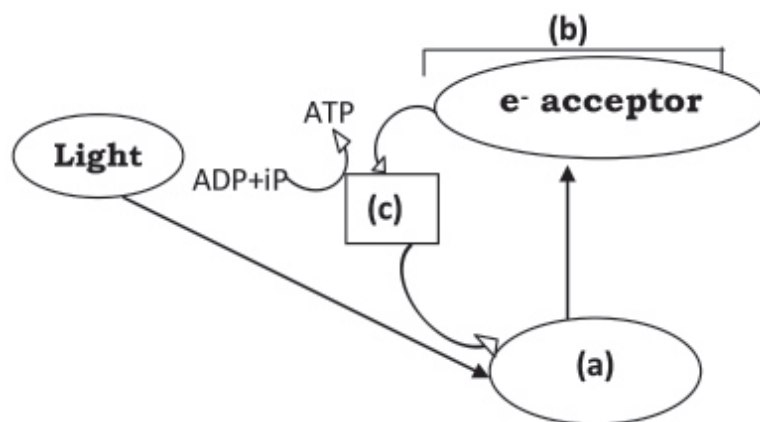 (b)
e- acceptor
ATP
Light
ADP+iP
(c)
(a)